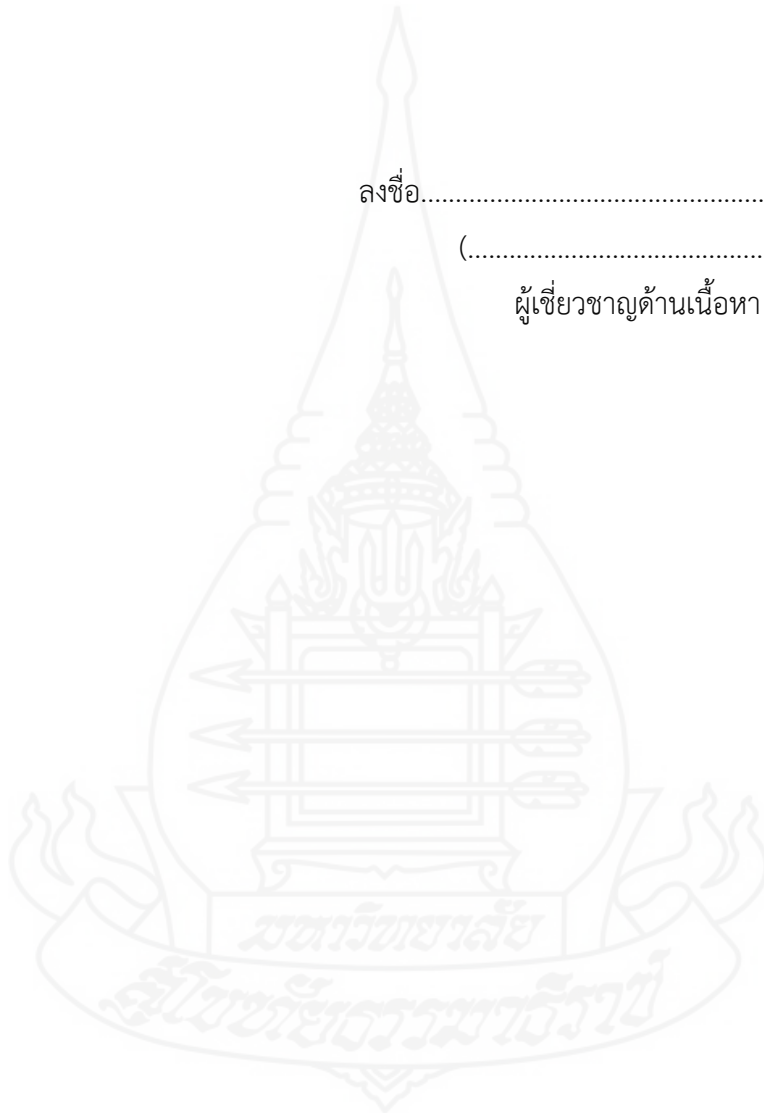 ลงชื่อ..................................................
(...........................................
ผู้เชี่ยวชาญด้านเนื้อหา
มหาวิทยาลัย
สุโขทัยธรรมาธิราช